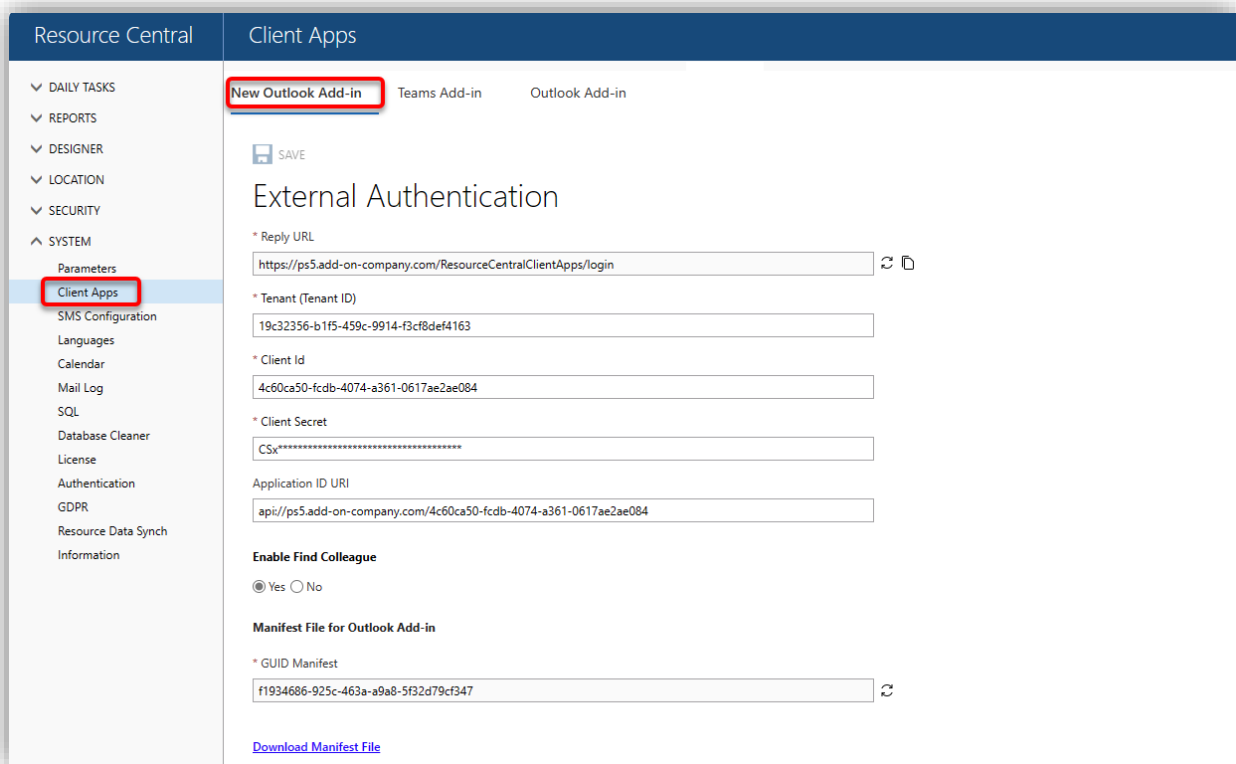 Resource Central
Client Apps
DAILY TASKS
REPORTS
DESIGNER
LOCATION
SECURITY
SYSTEM
Parameters
Client Apps
SMS Configuration
Languages
Calendar
Mail Log
SQL
Database Cleaner
License
Authentication
GDPR
Resource Data Synch
Information
New Outlook Add-in Teams Add-in Outlook Add-in
SAVE
External Authentication
* Reply URL
https://ps5.add-on-company.com/ResourceCentralClientApps/login
* Tenant (Tenant ID)
19c32356-b1f5-459c-9914-f3cf8def4163
* Client Id
4c60ca50-fcdb-4074-a361-0617ae2ae084
* Client Secret
CSx*************************************
Application ID URI
api://ps5.add-on-company.com/4c60ca50-fcdb-4074-a361-0617ae2ae084
Enable Find Colleague
Yes No
Manifest File for Outlook Add-in
* GUID Manifest
f1934686-925c-463a-a9a8-5f32d79cf347
Download Manifest File